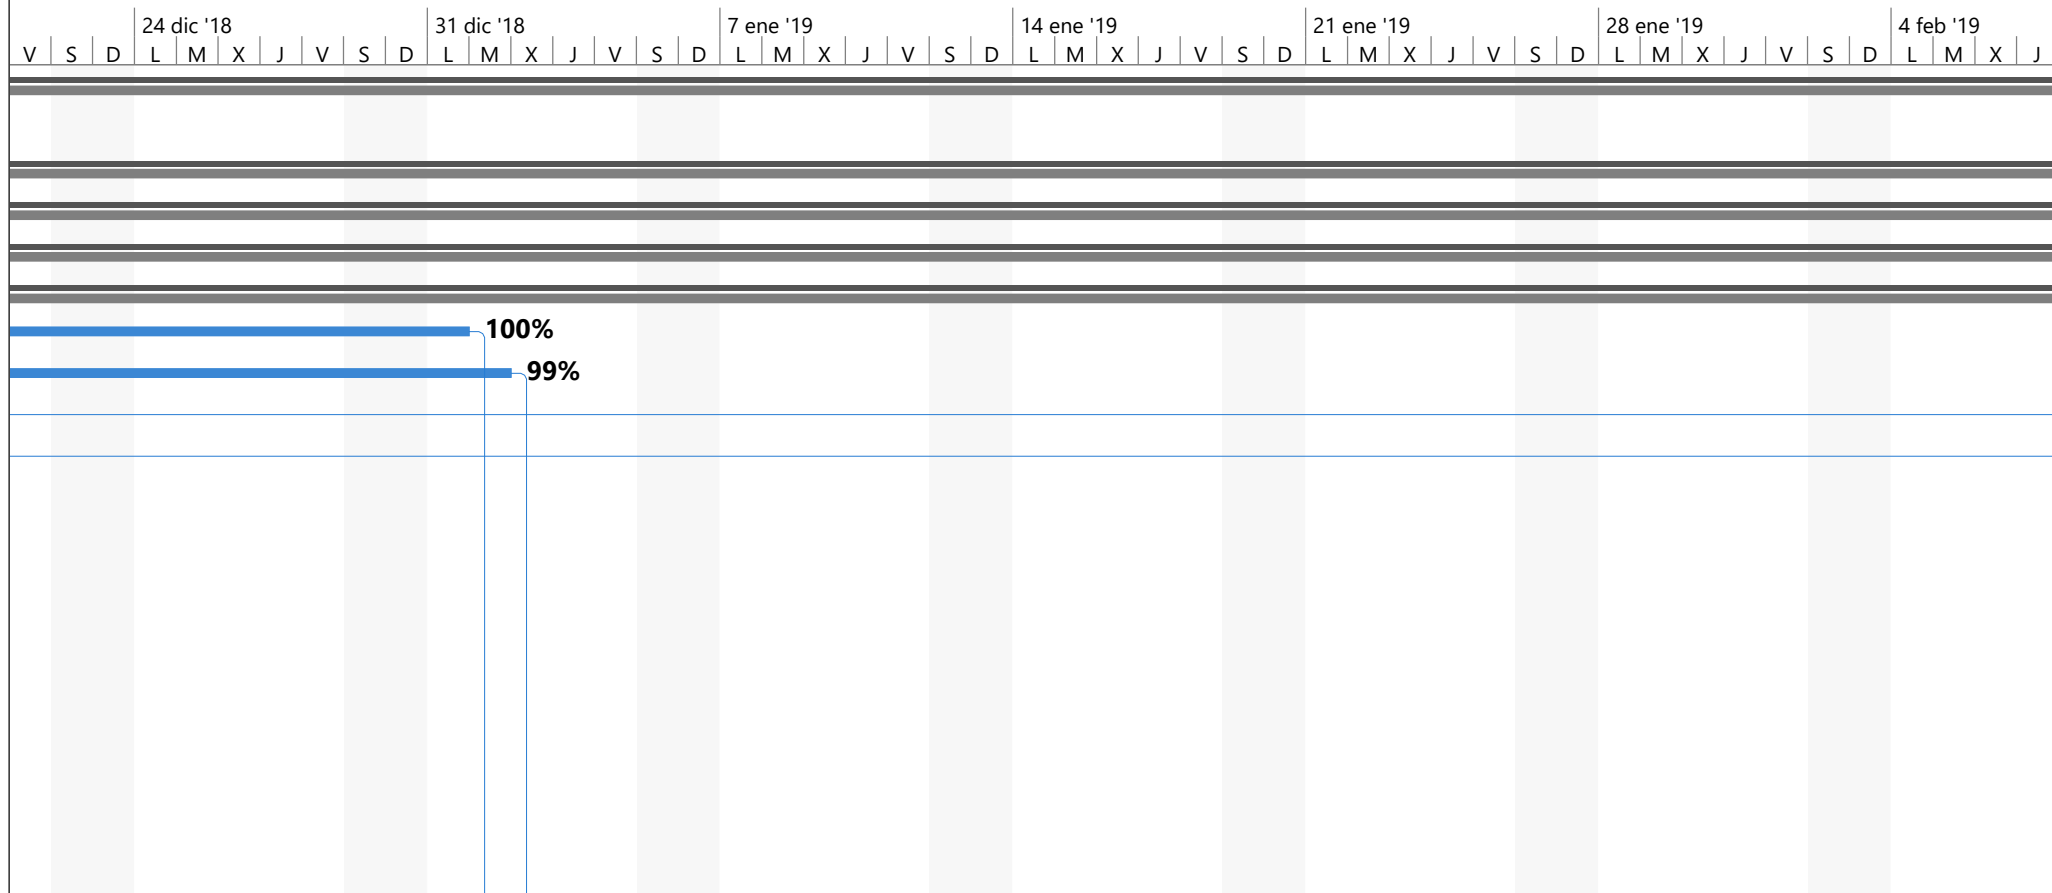 24 dic '18 31 dic '18 7 ene '19 14 ene '19 21 ene '19 28 ene '19 4 feb '19
V S D L M X J V S D L M X J V S D L M X J V S D L M X J V S D L M X J V S D L M X J V S D L M X J
100%
99%